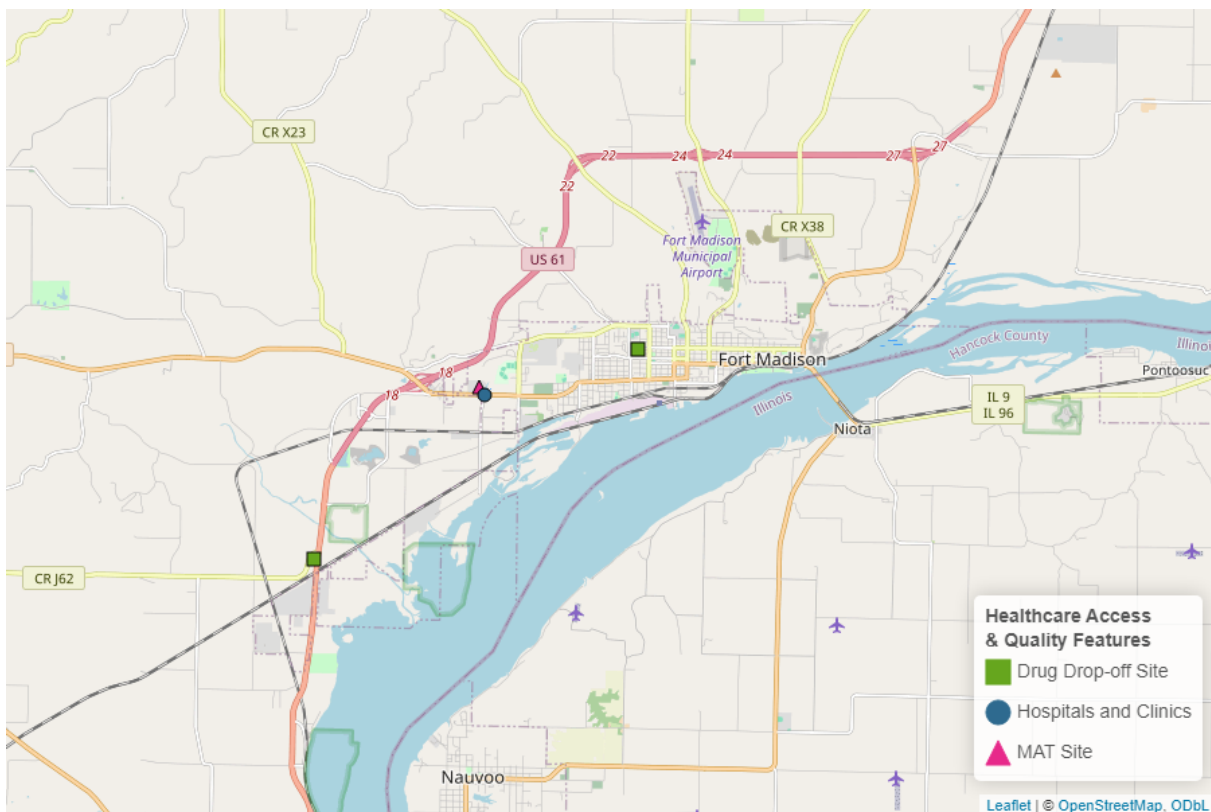 CR X23
22
24
24
27
27
22
CR X38
Fort Madison
Municipal
Airport
US 61
Hancock County
Illinois
Fort Madison
Pontoosuc
18
18
Illinois
IL 9
IL 96
Niota
CR J62
Nauvoo
Healthcare Access
& Quality Features
Drug Drop-off Site
Hospitals and Clinics
MAT Site
Leaflet | © OpenStreetMap, ODbL